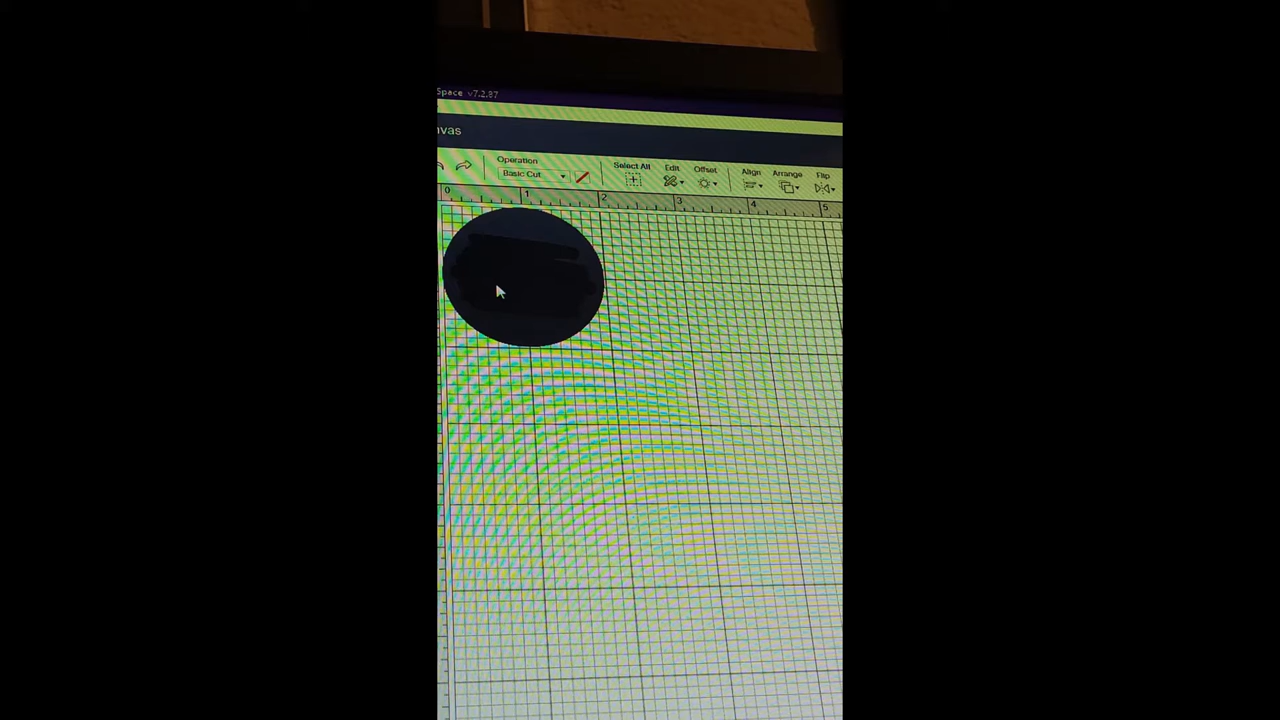 Space v7.2.87
nvas
Operation
Select All Edit Offset Align Arrange Flip
Basic Cut
0 1 2 3 4 5